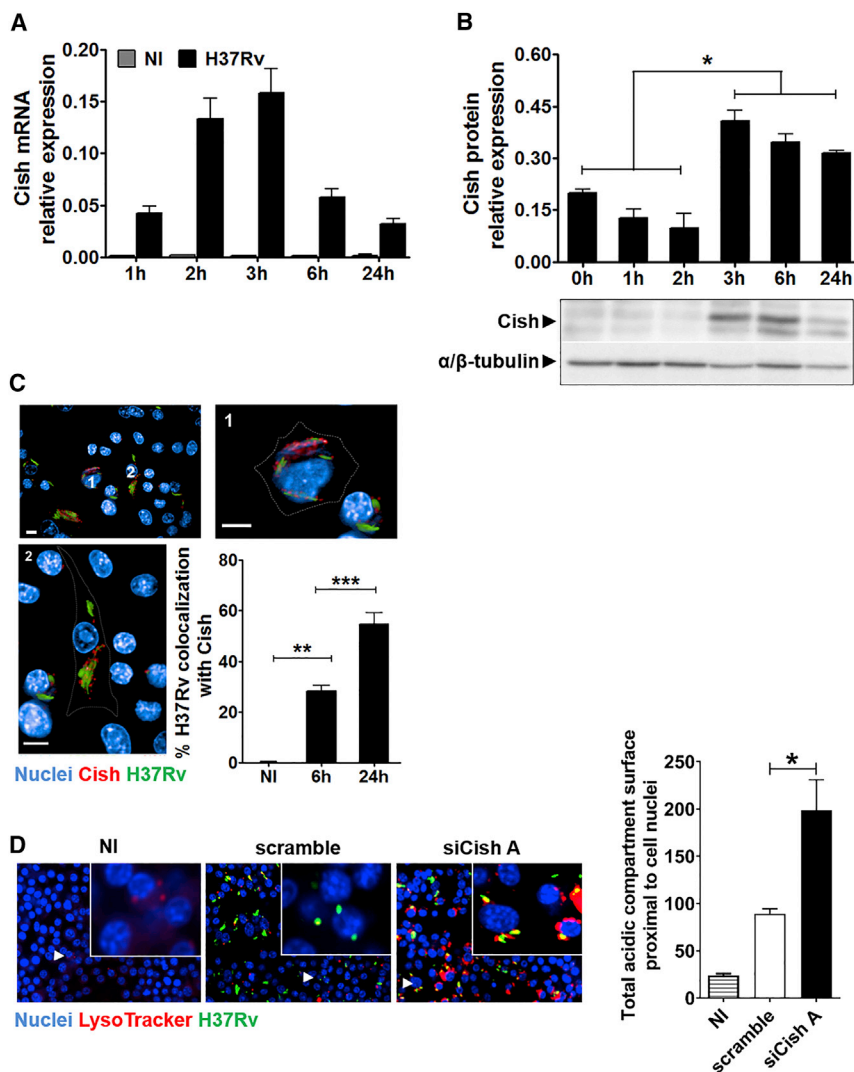 A
NI H37Rv
Cish mRNA
relative expression
0.20
0.15
0.10
0.05
0.00
1h 2h 3h 6h 24h
B
Cish protein
relative expression
0.60
0.45
0.30
0.15
0.00
*
0h 1h 2h 3h 6h 24h
Cish
α/β-tubulin
C
1
2
1
2
% H37Rv colocalization
with Cish
80
60
40
20
0
**
***
NI 6h 24h
Nuclei Cish H37Rv
D
NI scramble siCish A
Nuclei LysoTracker H37Rv
Total acidic compartment surface
proximal to cell nuclei
250
200
150
100
50
0
*
NI
scramble
siCish A